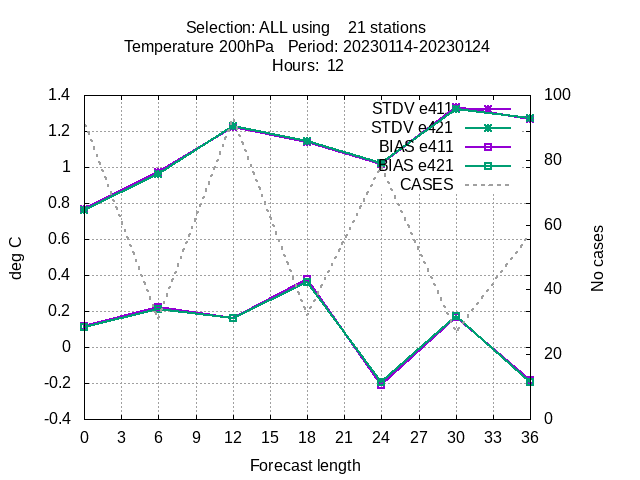 Selection: ALL using    21 stations
Temperature 200hPa   Period: 20230114-20230124
Hours:  12
1.4
1.2
1
0.8
0.6
0.4
0.2
0
-0.2
-0.4
deg C
STDV e411
STDV e421
BIAS e411
BIAS e421
CASES
100
80
60
40
20
0
No cases
0 3 6 9 12 15 18 21 24 27 30 33 36
Forecast length